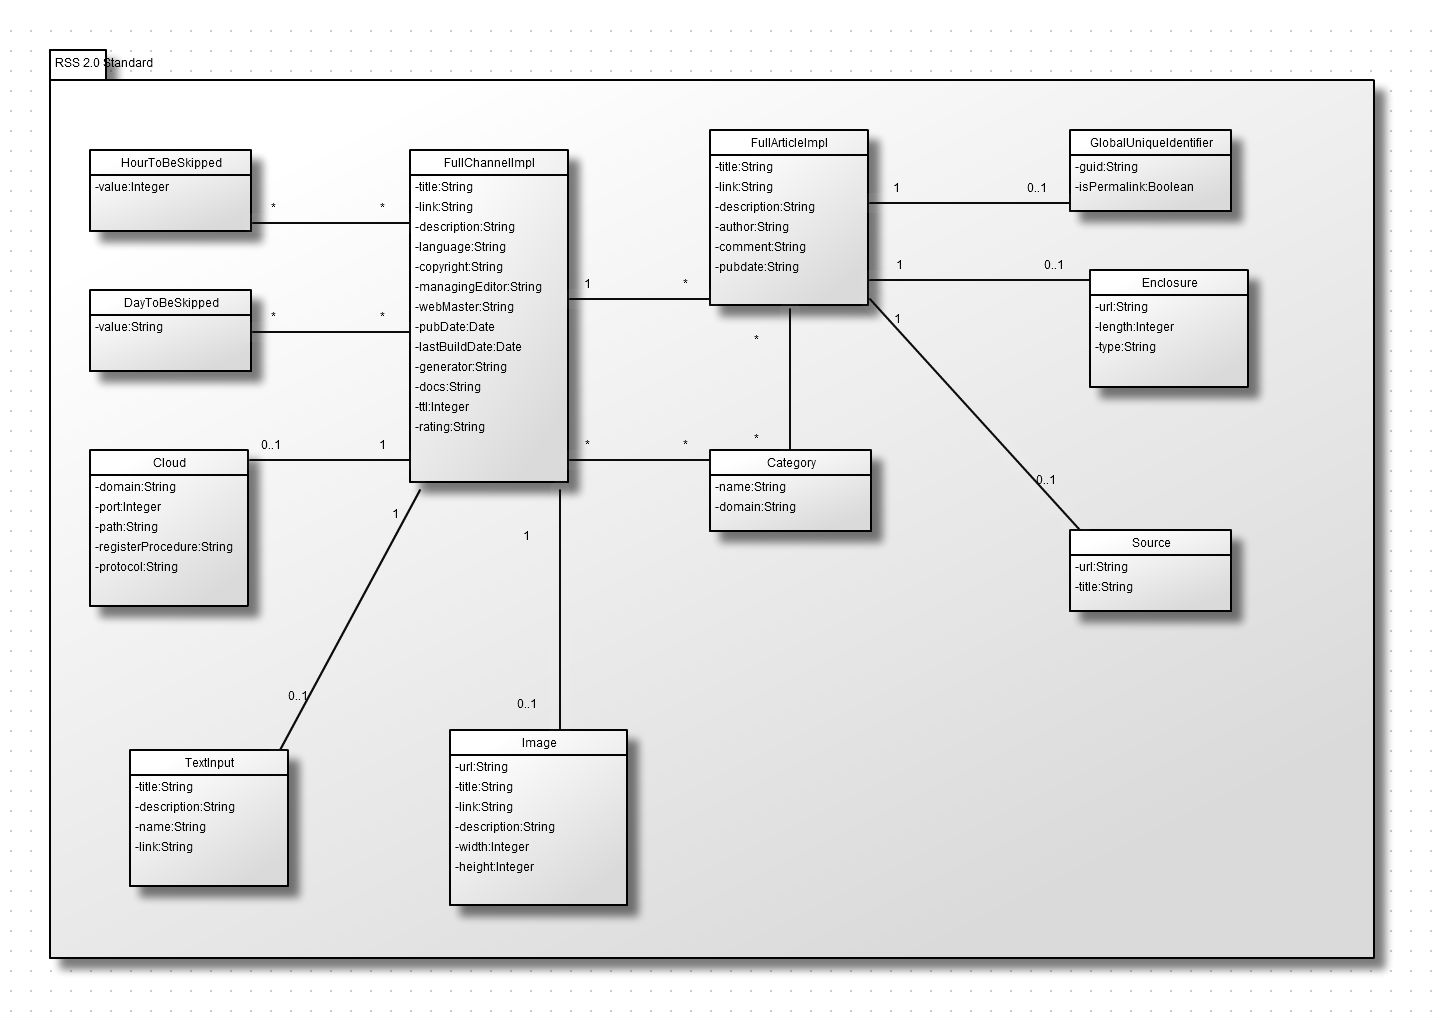 RSS 2.0 Standard
HourToBeSkipped
-value:Integer
*
*
DayToBeSkipped
-value:String
*
*
Cloud
-domain:String
-port:Integer
-path:String
-registerProcedure:String
-protocol:String
0..1
1
FullChannelImpl
-title:String
-link:String
-description:String
-language:String
-copyright:String
-managingEditor:String
-webMaster:String
-pubDate:Date
-lastBuildDate:Date
-generator:String
-docs:String
-ttl:Integer
-rating:String
1
*
*
*
FullArticleImpl
-title:String
-link:String
-description:String
-author:String
-comment:String
-pubdate:String
*
*
Category
-name:String
-domain:String
1
0..1
GlobalUniqueIdentifier
-guid:String
-isPermalink:Boolean
1
0..1
Enclosure
-url:String
-length:Integer
-type:String
1
0..1
Source
-url:String
-title:String
1
0..1
TextInput
-title:String
-description:String
-name:String
-link:String
1
0..1
Image
-url:String
-title:String
-link:String
-description:String
-width:Integer
-height:Integer